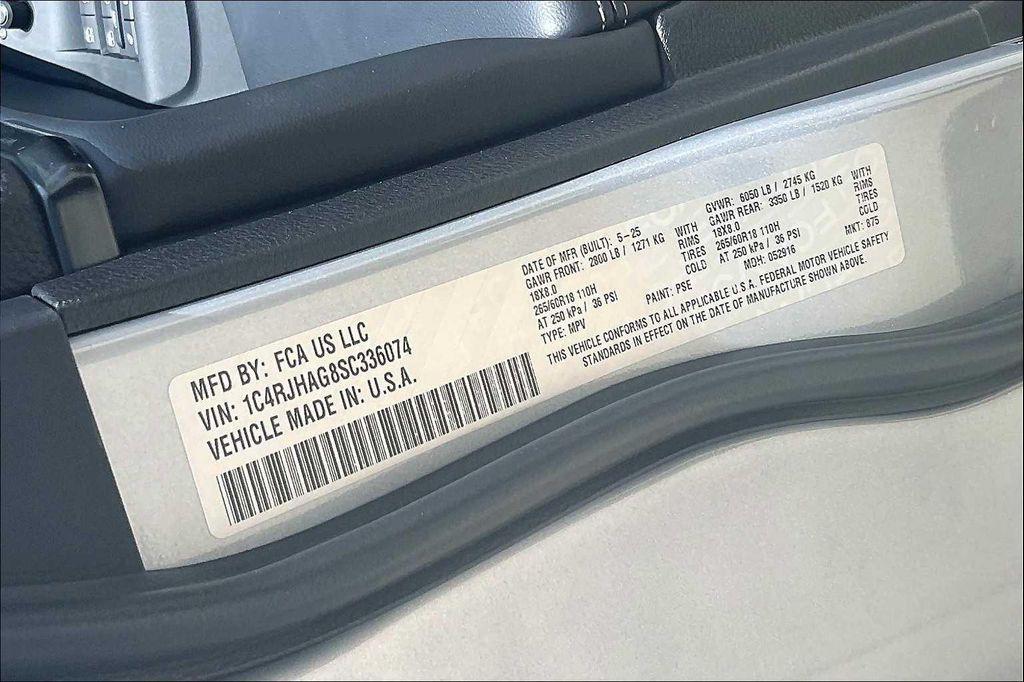 MFD BY: FCA US LLC
VIN: 1C4RJHAG8SC336074
VEHICLE MADE IN: U.S.A.
DATE OF MFR (BUILT): 5-25
GVWR: 6050 LB / 2745 KG
GAWR FRONT: 2800 LB / 1271 KG WITH
GAWR REAR: 3350 LB / 1520 KG WITH
18X8.0 RIMS
18X8.0 RIMS
265/60R18 110H TIRES
265/60R18 110H TIRES
AT 250 kPa / 36 PSI COLD
AT 250 kPa / 36 PSI COLD
TYPE: MPV PAINT: PSE MDH: 052916 MKT: 875
THIS VEHICLE CONFORMS TO ALL APPLICABLE U.S.A. FEDERAL MOTOR VEHICLE SAFETY
STANDARDS IN EFFECT ON THE DATE OF MANUFACTURE SHOWN ABOVE.